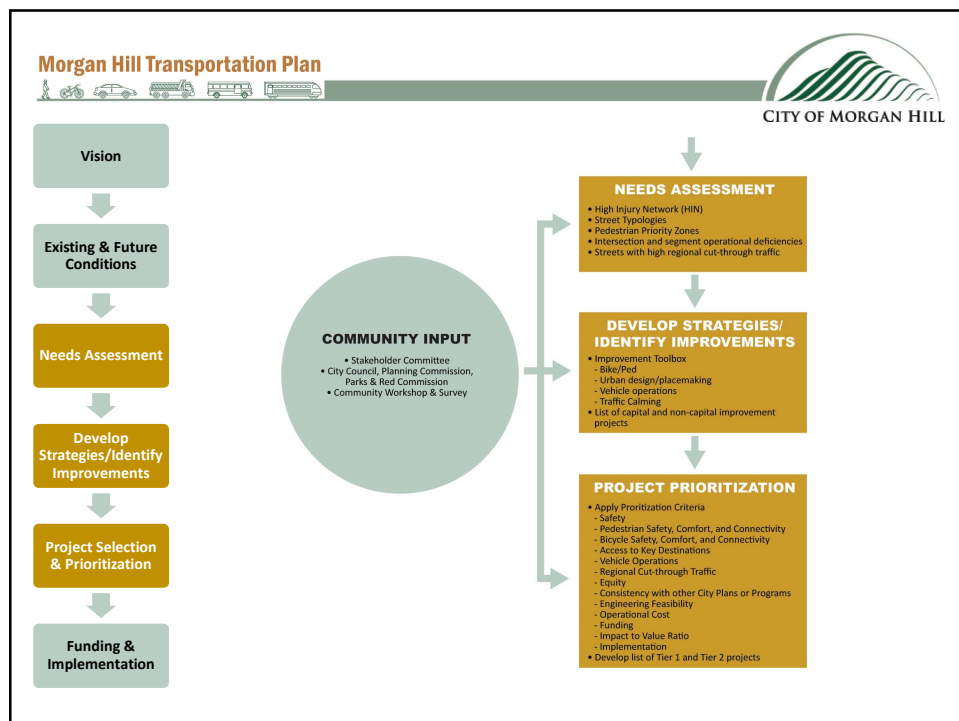 Morgan Hill Transportation Plan
CITY OF MORGAN HILL
Vision
Existing & Future
Conditions
Needs Assessment
Develop
Strategies/Identify
Improvements
Project Selection
& Prioritization
Funding &
Implementation
COMMUNITY INPUT
• Stakeholder Committee
• City Council, Planning Commission,
Parks & Red Commission
• Community Workshop & Survey
NEEDS ASSESSMENT
• High Injury Network (HIN)
• Street Typologies
• Pedestrian Priority Zones
• Intersection and segment operational deficiencies
• Streets with high regional cut-through traffic
DEVELOP STRATEGIES/
IDENTIFY IMPROVEMENTS
• Improvement Toolbox
- Bike/Ped
- Urban design/placemaking
- Vehicle operations
- Traffic Calming
• List of capital and non-capital improvement
projects
PROJECT PRIORITIZATION
• Apply Proritization Criteria
- Safety
- Pedestrian Safety, Comfort, and Connectivity
- Bicycle Safety, Comfort, and Connectivity
- Access to Key Destinations
- Vehicle Operations
- Regional Cut-through Traffic
- Equity
- Consistency with other City Plans or Programs
- Engineering Feasibility
- Operational Cost
- Funding
- Impact to Value Ratio
- Implementation
• Develop list of Tier 1 and Tier 2 projects